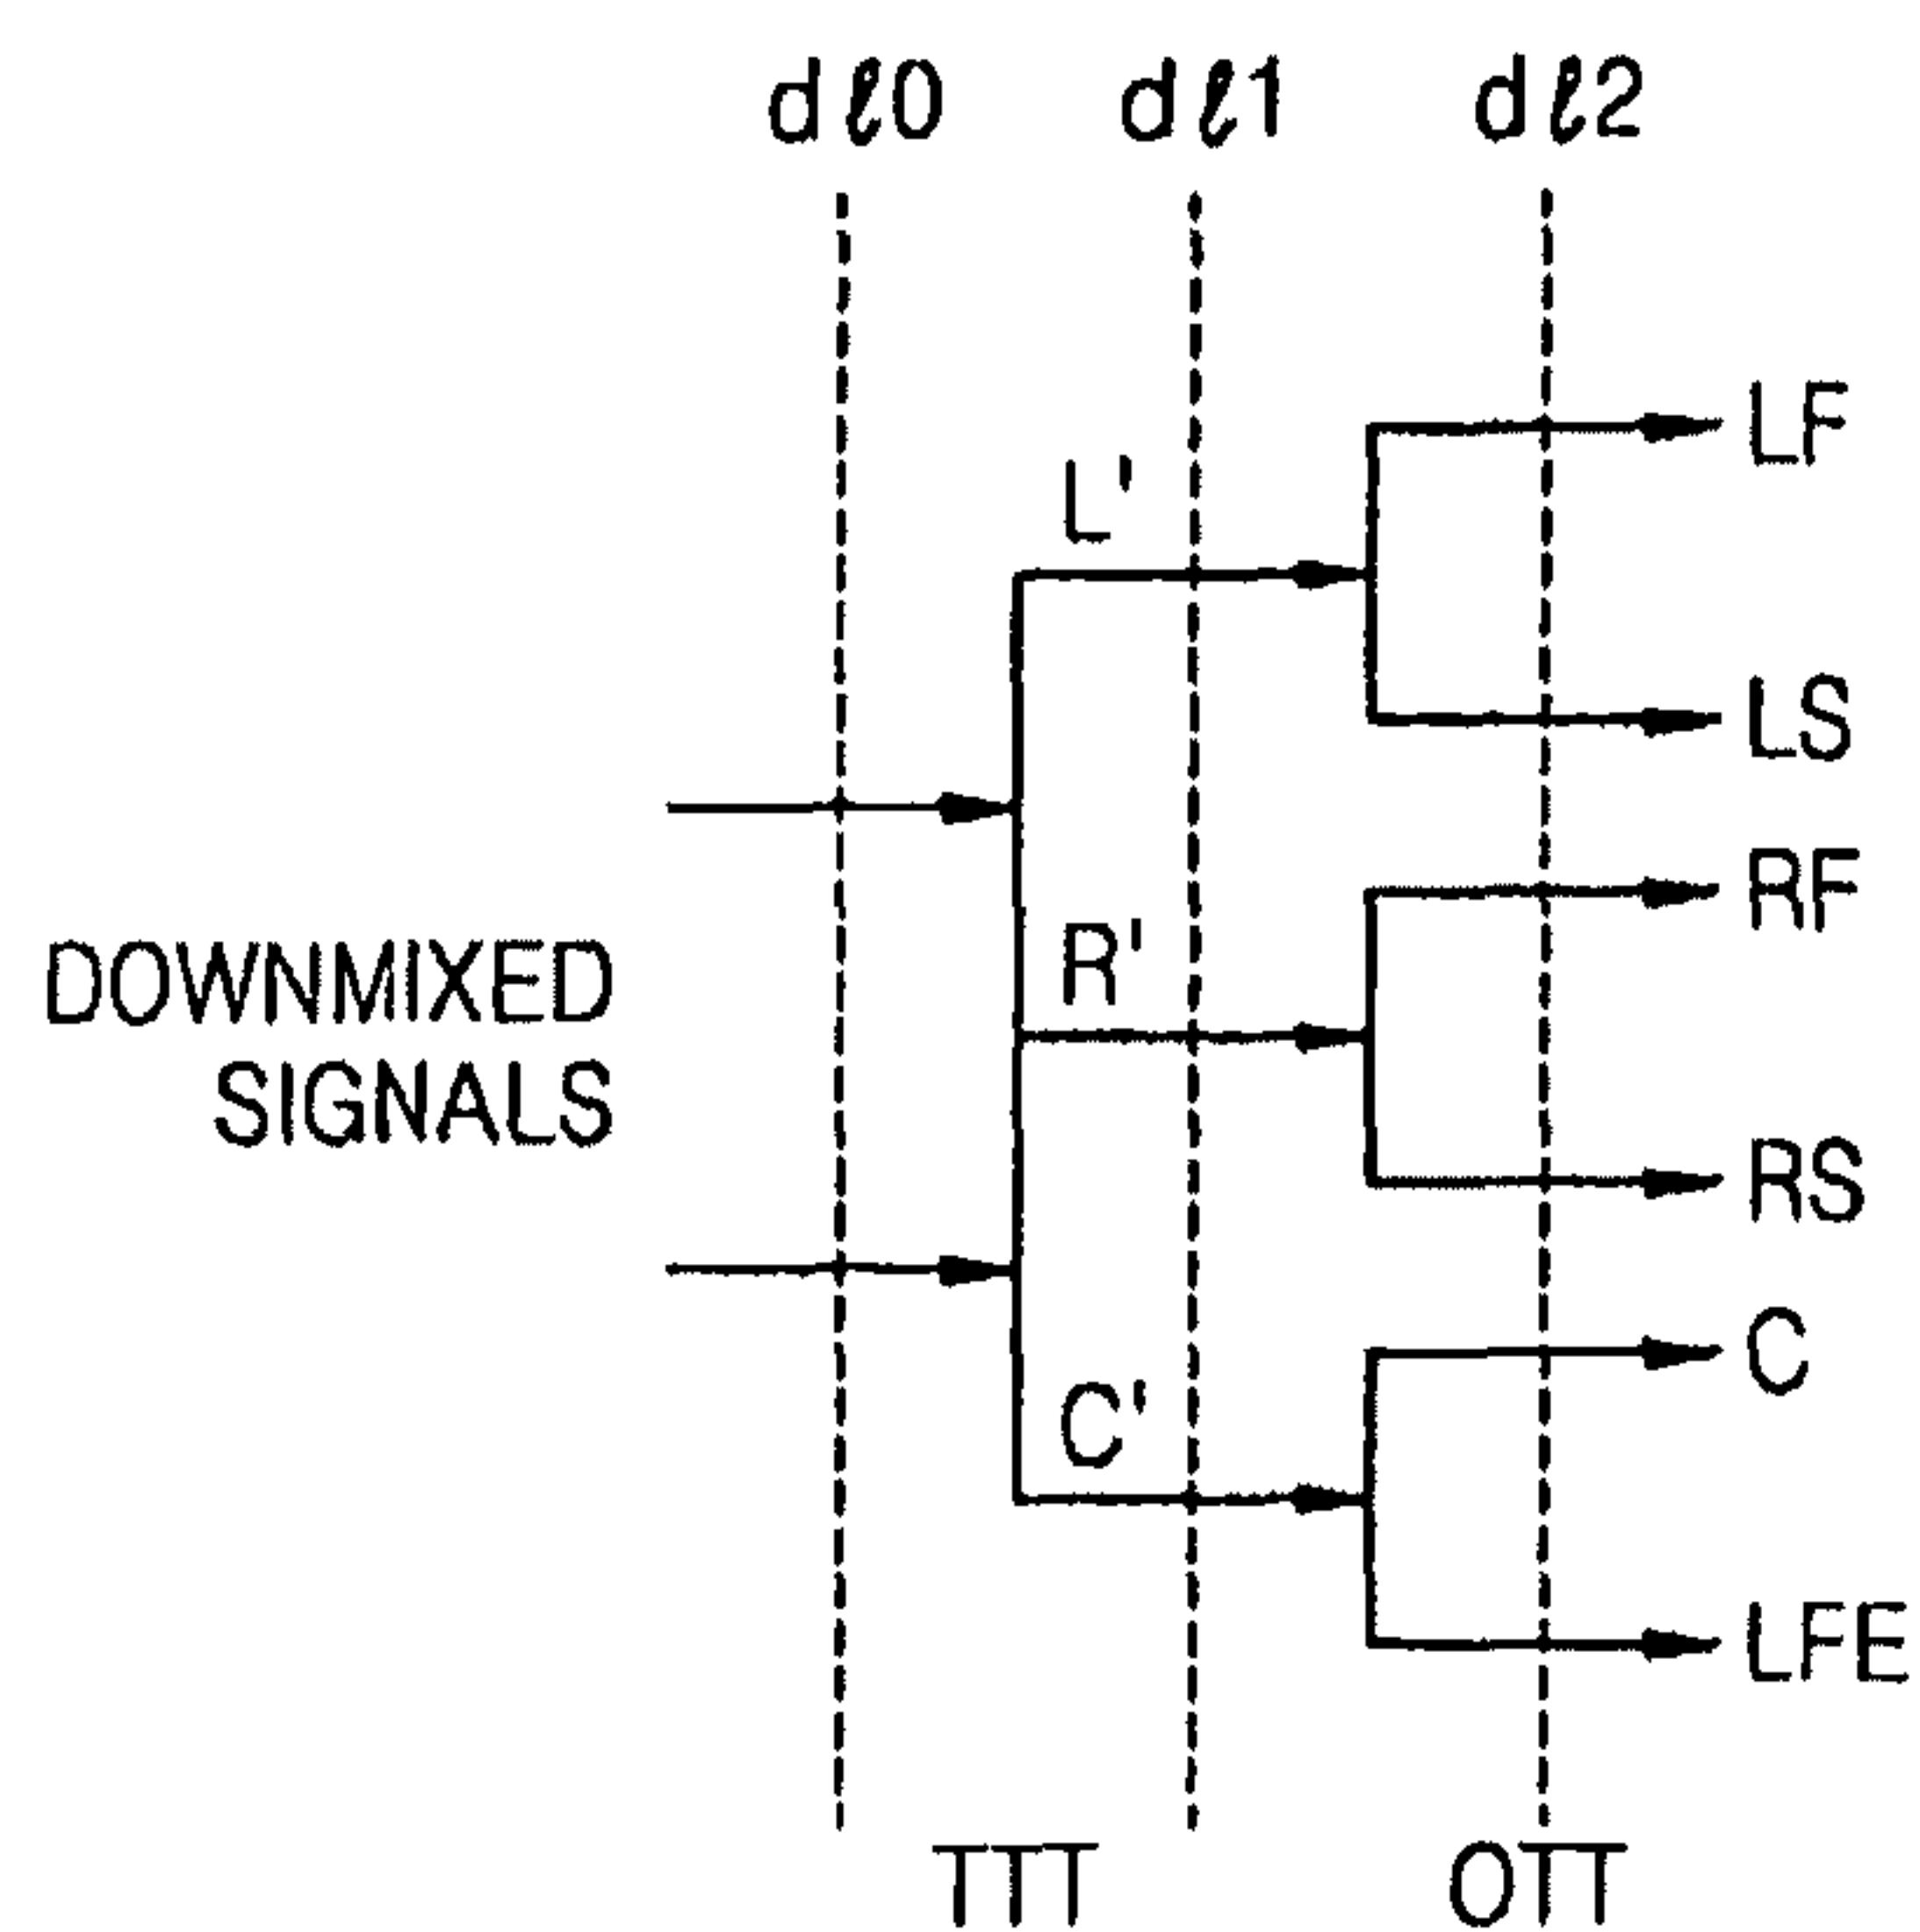 dℓ0 dℓ1 dℓ2
LF
L'
LS
RF
R'
DOWNMIXED
SIGNALS
RS
C
C'
LFE
TTT OTT